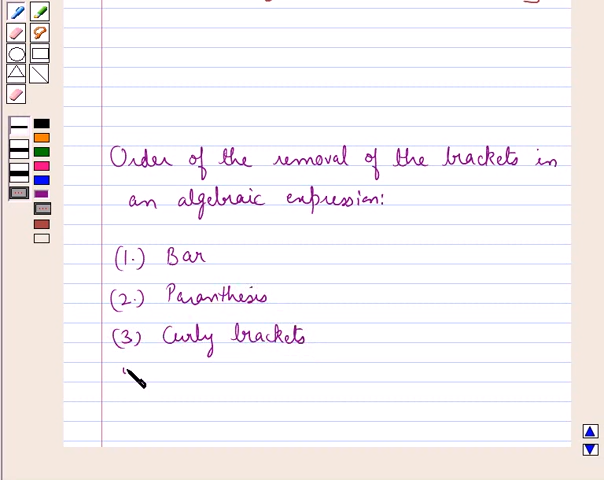 Order of the removal of the brackets in
an algebraic expression:
(1.) Bar
(2.) Paranthesis
(3) Curly brackets